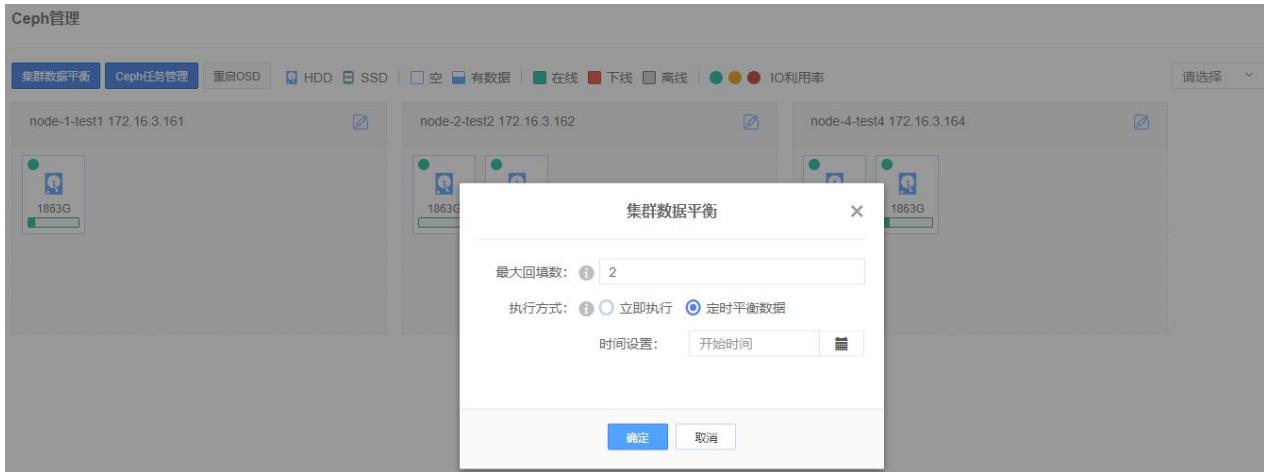 Ceph管理
集群数据平衡 Ceph任务管理 重启OSD HDD SSD 空 有数据 在线 下线 离线 IO利用率 请选择
node-1-test1 172.16.3.161 node-2-test2 172.16.3.162 node-4-test4 172.16.3.164
1863G 1863G 1863G
集群数据平衡
最大回填数: 2
执行方式: 立即执行 定时平衡数据
时间设置: 开始时间
确定 取消